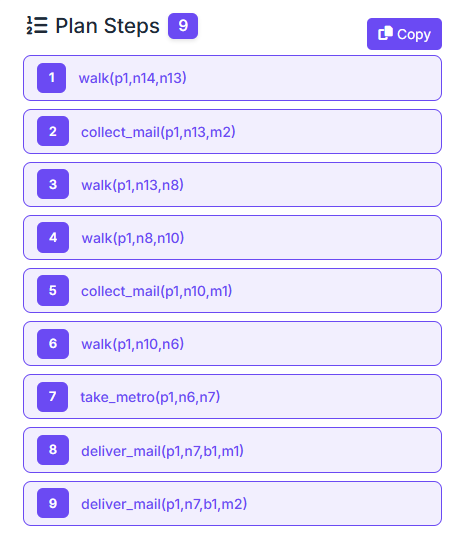 Plan Steps 9
Copy
1 walk(p1,n14,n13)
2 collect_mail(p1,n13,m2)
3 walk(p1,n13,n8)
4 walk(p1,n8,n10)
5 collect_mail(p1,n10,m1)
6 walk(p1,n10,n6)
7 take_metro(p1,n6,n7)
8 deliver_mail(p1,n7,b1,m1)
9 deliver_mail(p1,n7,b1,m2)